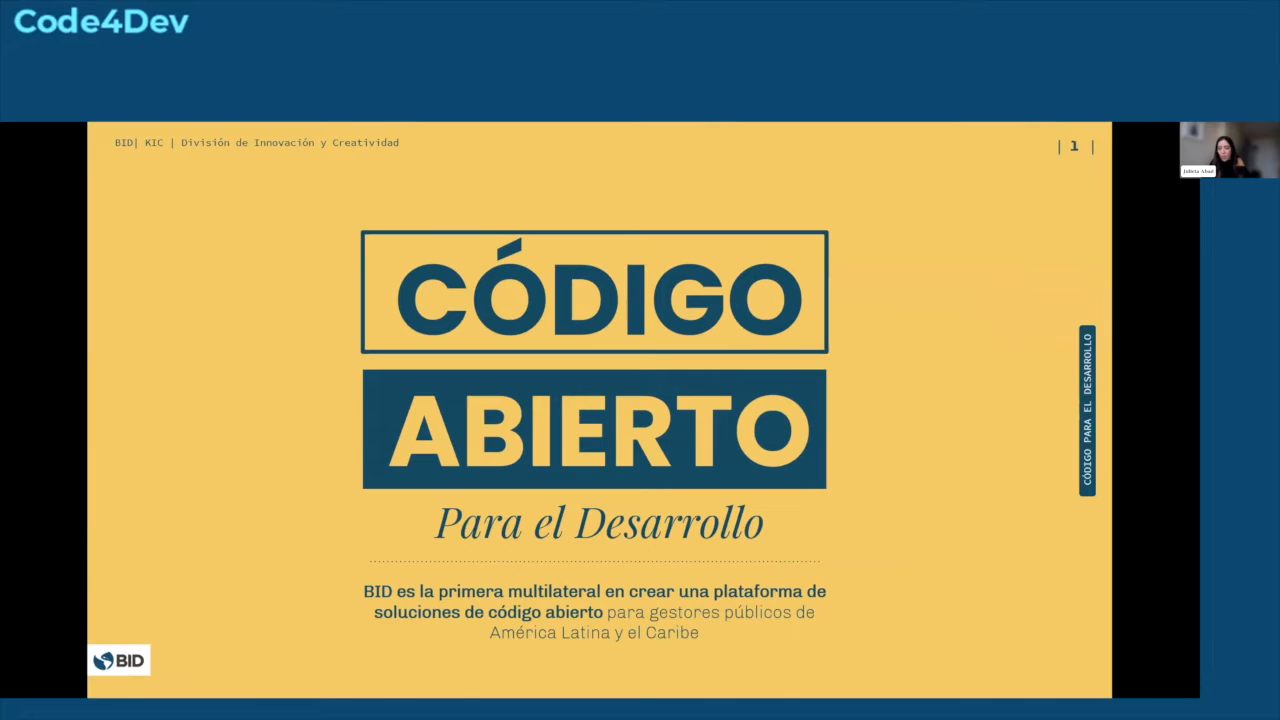 Code4Dev
BID| KIC | División de Innovación y Creatividad
| 1 |
Julieta Abad
CÓDIGO
ABIERTO
Para el Desarrollo
BID es la primera multilateral en crear una plataforma de
soluciones de código abierto para gestores públicos de
América Latina y el Caribe
CÓDIGO PARA EL DESARROLLO
BID